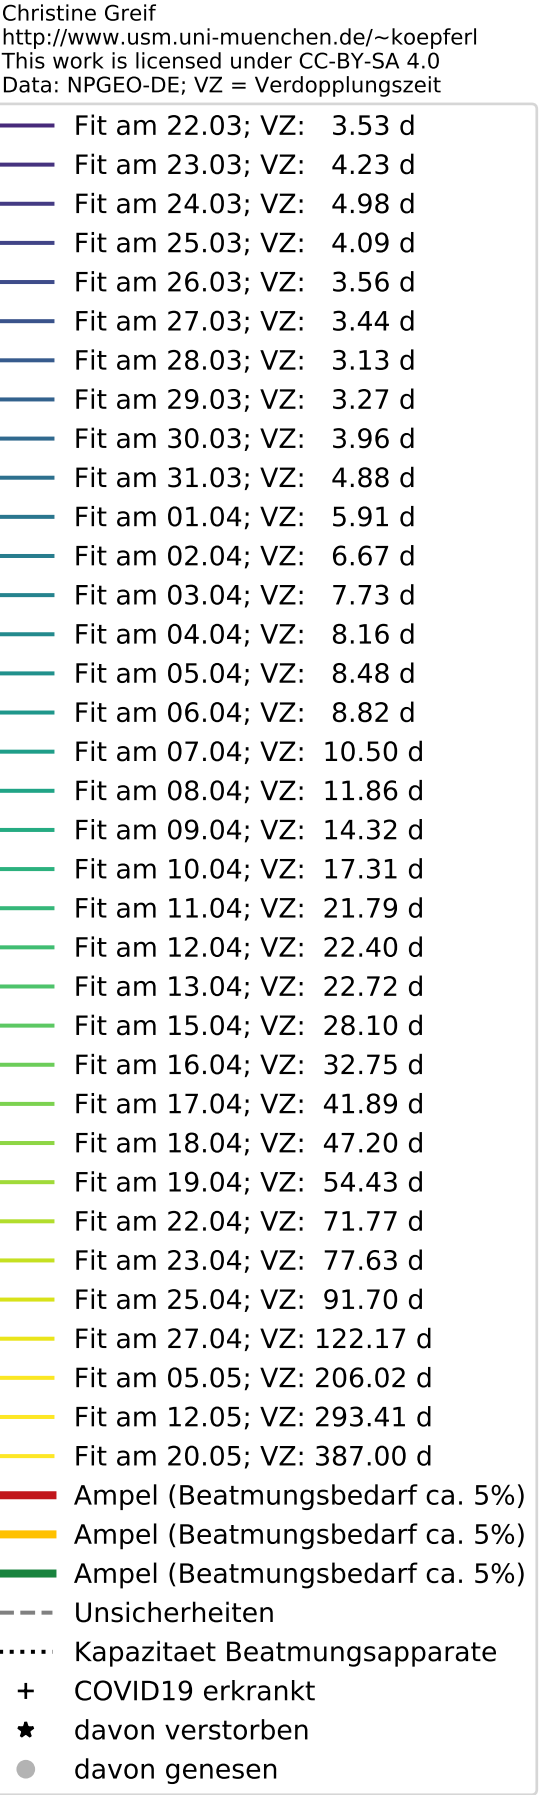 Christine Greif
http://www.usm.uni-muenchen.de/~koepferl
This work is licensed under CC-BY-SA 4.0
Data: NPGEO-DE; VZ = Verdopplungszeit
Fit am 22.03; VZ: 3.53 d
Fit am 23.03; VZ: 4.23 d
Fit am 24.03; VZ: 4.98 d
Fit am 25.03; VZ: 4.09 d
Fit am 26.03; VZ: 3.56 d
Fit am 27.03; VZ: 3.44 d
Fit am 28.03; VZ: 3.13 d
Fit am 29.03; VZ: 3.27 d
Fit am 30.03; VZ: 3.96 d
Fit am 31.03; VZ: 4.88 d
Fit am 01.04; VZ: 5.91 d
Fit am 02.04; VZ: 6.67 d
Fit am 03.04; VZ: 7.73 d
Fit am 04.04; VZ: 8.16 d
Fit am 05.04; VZ: 8.48 d
Fit am 06.04; VZ: 8.82 d
Fit am 07.04; VZ: 10.50 d
Fit am 08.04; VZ: 11.86 d
Fit am 09.04; VZ: 14.32 d
Fit am 10.04; VZ: 17.31 d
Fit am 11.04; VZ: 21.79 d
Fit am 12.04; VZ: 22.40 d
Fit am 13.04; VZ: 22.72 d
Fit am 15.04; VZ: 28.10 d
Fit am 16.04; VZ: 32.75 d
Fit am 17.04; VZ: 41.89 d
Fit am 18.04; VZ: 47.20 d
Fit am 19.04; VZ: 54.43 d
Fit am 22.04; VZ: 71.77 d
Fit am 23.04; VZ: 77.63 d
Fit am 25.04; VZ: 91.70 d
Fit am 27.04; VZ: 122.17 d
Fit am 05.05; VZ: 206.02 d
Fit am 12.05; VZ: 293.41 d
Fit am 20.05; VZ: 387.00 d
Ampel (Beatmungsbedarf ca. 5%)
Ampel (Beatmungsbedarf ca. 5%)
Ampel (Beatmungsbedarf ca. 5%)
Unsicherheiten
Kapazitaet Beatmungsapparate
COVID19 erkrankt
davon verstorben
davon genesen